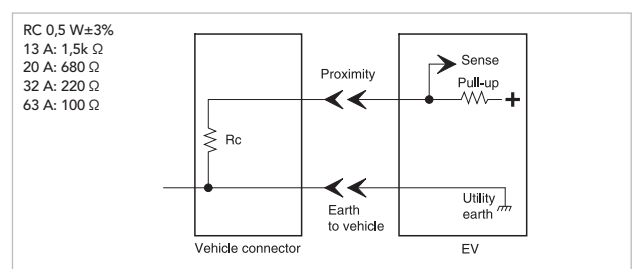 RC 0,5 W±3%
13 A: 1,5k Ω
20 A: 680 Ω
32 A: 220 Ω
63 A: 100 Ω
Proximity
Sense
Pull-up
+
Rc
Earth
to vehicle
Utility
earth
Vehicle connector
EV